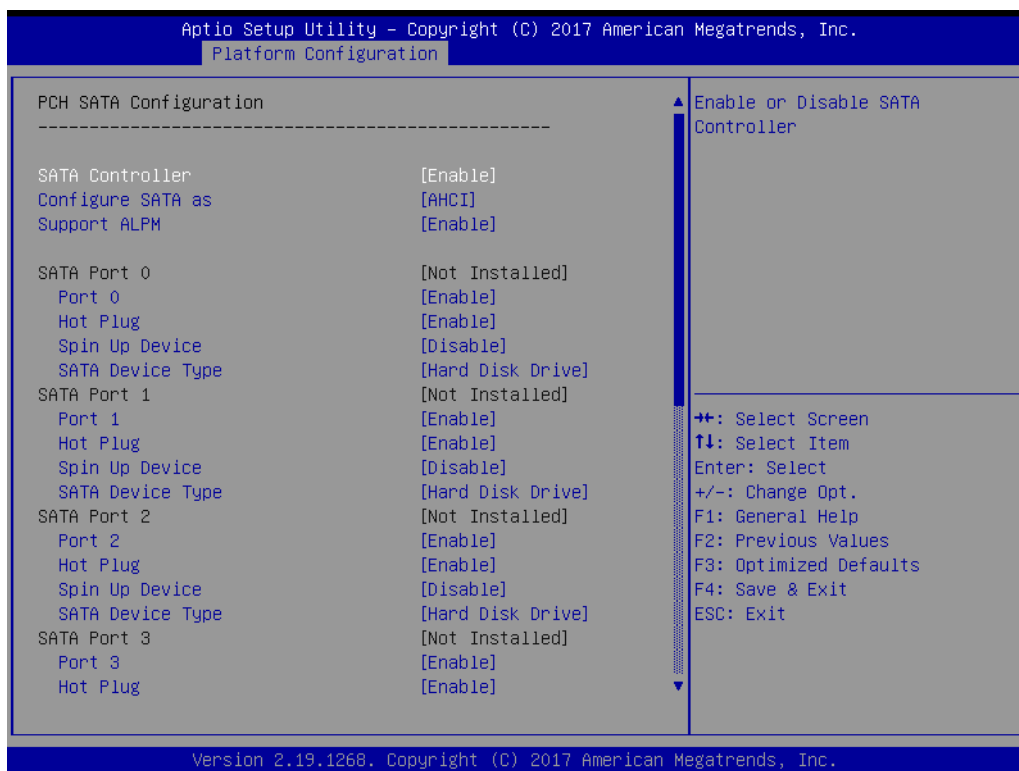 Aptio Setup Utility – Copyright (C) 2017 American Megatrends, Inc.
Platform Configuration
PCH SATA Configuration
--------------------------------------------------
SATA Controller [Enable]
Configure SATA as [AHCI]
Support ALPM [Enable]
SATA Port 0 [Not Installed]
Port 0 [Enable]
Hot Plug [Enable]
Spin Up Device [Disable]
SATA Device Type [Hard Disk Drive]
SATA Port 1 [Not Installed]
Port 1 [Enable]
Hot Plug [Enable]
Spin Up Device [Disable]
SATA Device Type [Hard Disk Drive]
SATA Port 2 [Not Installed]
Port 2 [Enable]
Hot Plug [Enable]
Spin Up Device [Disable]
SATA Device Type [Hard Disk Drive]
SATA Port 3 [Not Installed]
Port 3 [Enable]
Hot Plug [Enable]
Enable or Disable SATA
Controller
→←: Select Screen
↑↓: Select Item
Enter: Select
+/-: Change Opt.
F1: General Help
F2: Previous Values
F3: Optimized Defaults
F4: Save & Exit
ESC: Exit
Version 2.19.1268. Copyright (C) 2017 American Megatrends, Inc.